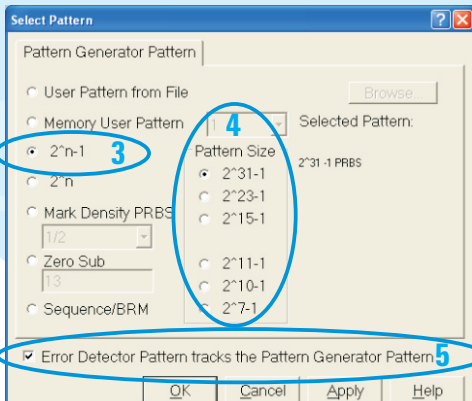 Select Pattern
Pattern Generator Pattern
User Pattern from File
Browse...
Memory User Pattern
1
4
Selected Pattern:
2^n-1
3
Pattern Size
2^31 -1 PRBS
2^31-1
2^n
2^23-1
Mark Density PRBS
2^15-1
1/2
Zero Sub
2^11-1
13
2^10-1
Sequence/BRM
2^7-1
Error Detector Pattern tracks the Pattern Generator Pattern
5
OK
Cancel
Apply
Help